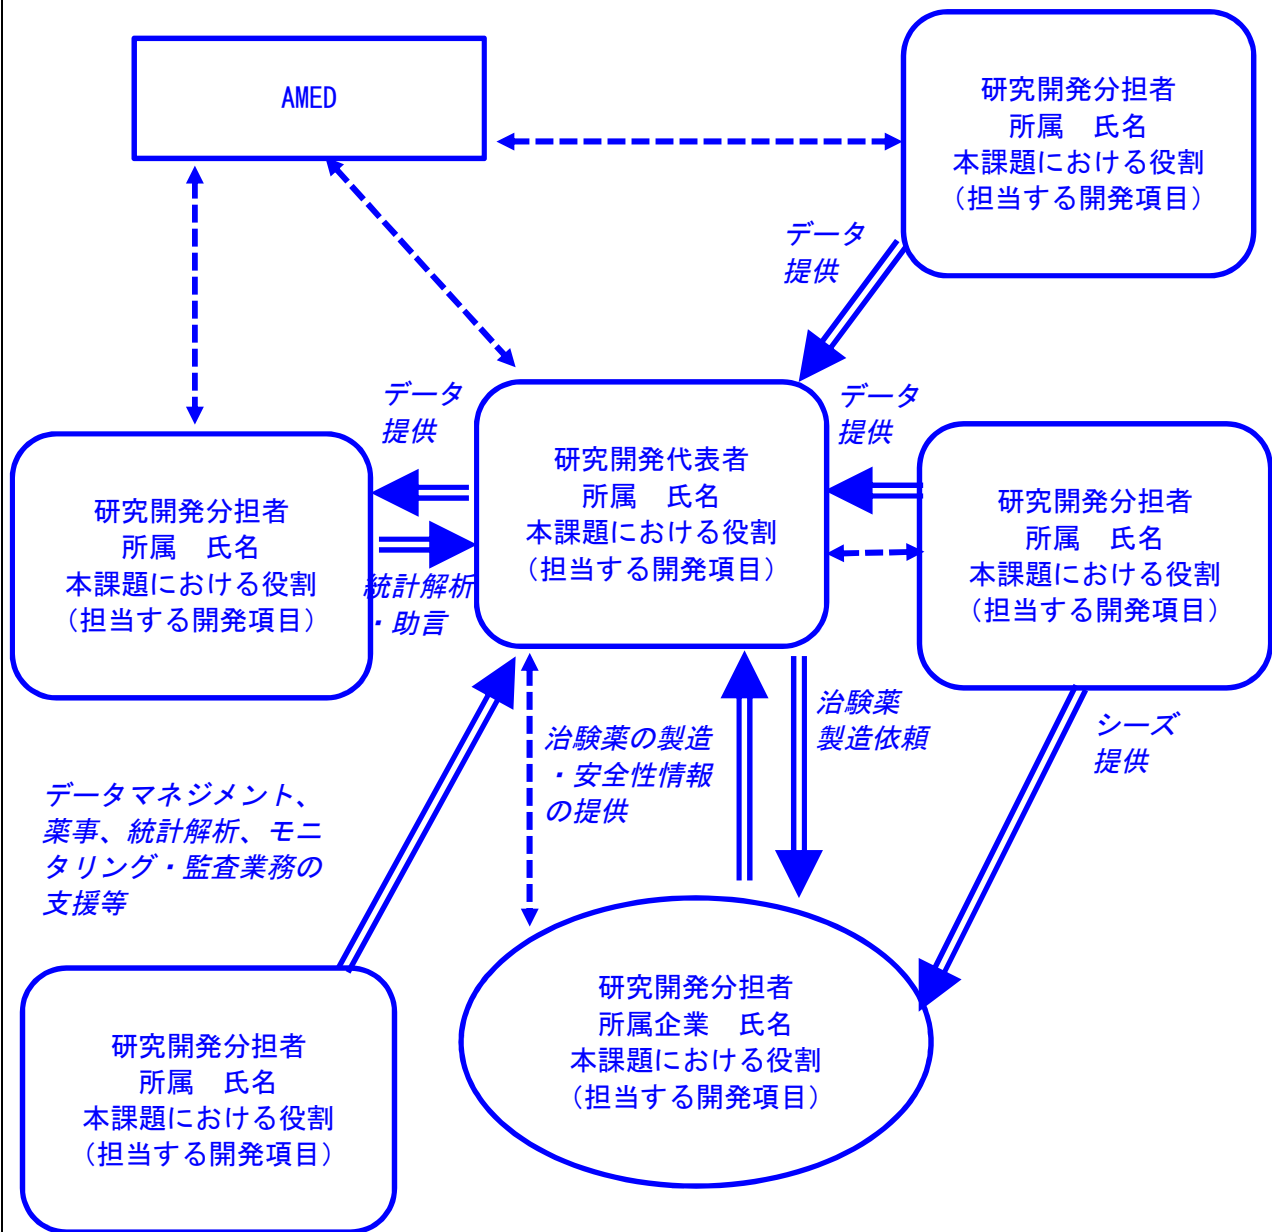 AMED
研究開発分担者
所属　氏名
本課題における役割
（担当する開発項目）
データ
提供
データ
提供
データ
提供
研究開発代表者
所属　氏名
本課題における役割
（担当する開発項目）
研究開発分担者
所属　氏名
本課題における役割
（担当する開発項目）
研究開発分担者
所属　氏名
本課題における役割
（担当する開発項目）
統計解析
・助言
治験薬の製造
・安全性情報
の提供
治験薬
製造依頼
シーズ
提供
データマネジメント、
薬事、統計解析、モニ
タリング・監査業務の
支援等
研究開発分担者
所属企業　氏名
本課題における役割
（担当する開発項目）
研究開発分担者
所属　氏名
本課題における役割
（担当する開発項目）